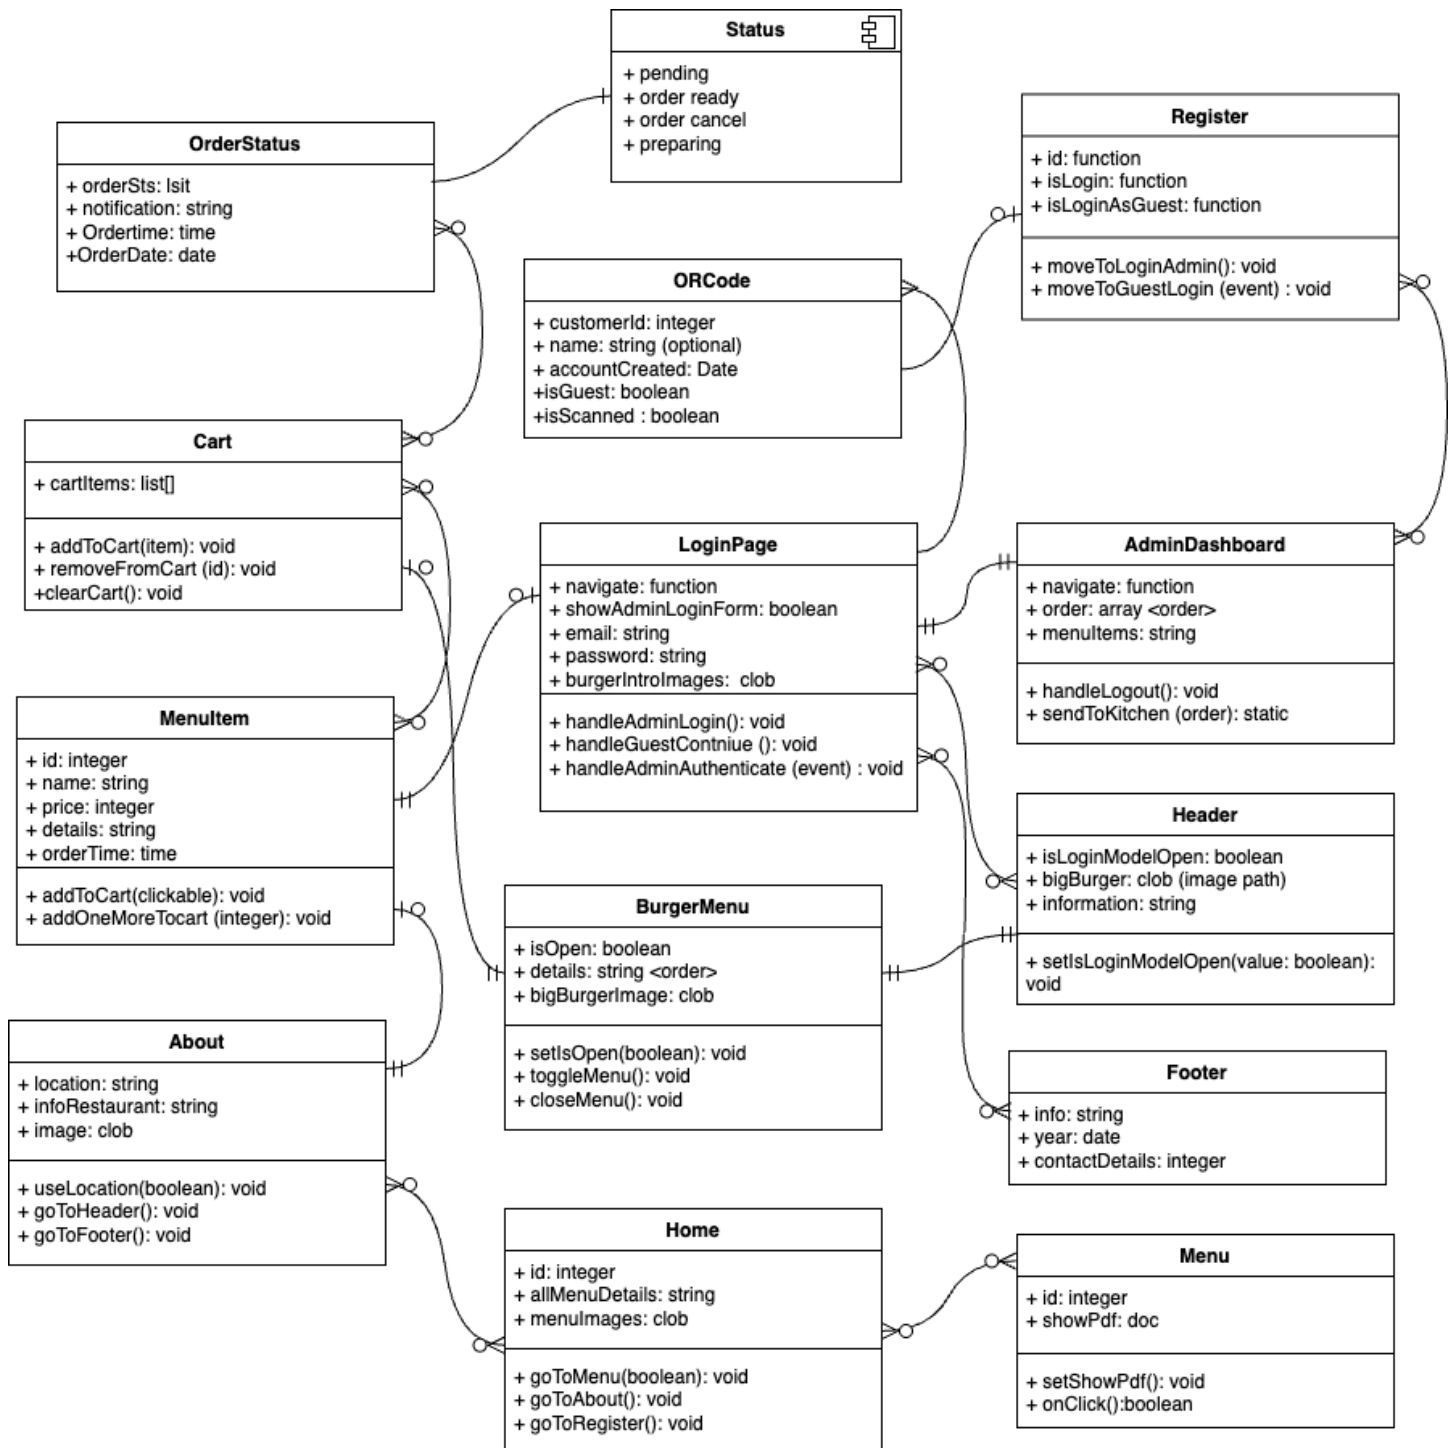 Status
+ pending
+ order ready
+ order cancel
+ preparing
OrderStatus
+ orderSts: lsit
+ notification: string
+ Ordertime: time
+OrderDate: date
Register
+ id: function
+ isLogin: function
+ isLoginAsGuest: function
+ moveToLoginAdmin(): void
+ moveToGuestLogin (event) : void
ORCode
+ customerId: integer
+ name: string (optional)
+ accountCreated: Date
+isGuest: boolean
+isScanned : boolean
Cart
+ cartItems: list[]
+ addToCart(item): void
+ removeFromCart (id): void
+clearCart(): void
LoginPage
+ navigate: function
+ showAdminLoginForm: boolean
+ email: string
+ password: string
+ burgerIntroImages:  clob
+ handleAdminLogin(): void
+ handleGuestContniue (): void
+ handleAdminAuthenticate (event) : void
AdminDashboard
+ navigate: function
+ order: array <order>
+ menuItems: string
+ handleLogout(): void
+ sendToKitchen (order): static
MenuItem
+ id: integer
+ name: string
+ price: integer
+ details: string
+ orderTime: time
+ addToCart(clickable): void
+ addOneMoreTocart (integer): void
Header
+ isLoginModelOpen: boolean
+ bigBurger: clob (image path)
+ information: string
+ setIsLoginModelOpen(value: boolean):
void
BurgerMenu
+ isOpen: boolean
+ details: string <order>
+ bigBurgerImage: clob
+ setIsOpen(boolean): void
+ toggleMenu(): void
+ closeMenu(): void
About
+ location: string
+ infoRestaurant: string
+ image: clob
+ useLocation(boolean): void
+ goToHeader(): void
+ goToFooter(): void
Footer
+ info: string
+ year: date
+ contactDetails: integer
Home
+ id: integer
+ allMenuDetails: string
+ menuImages: clob
+ goToMenu(boolean): void
+ goToAbout(): void
+ goToRegister(): void
Menu
+ id: integer
+ showPdf: doc
+ setShowPdf(): void
+ onClick():boolean